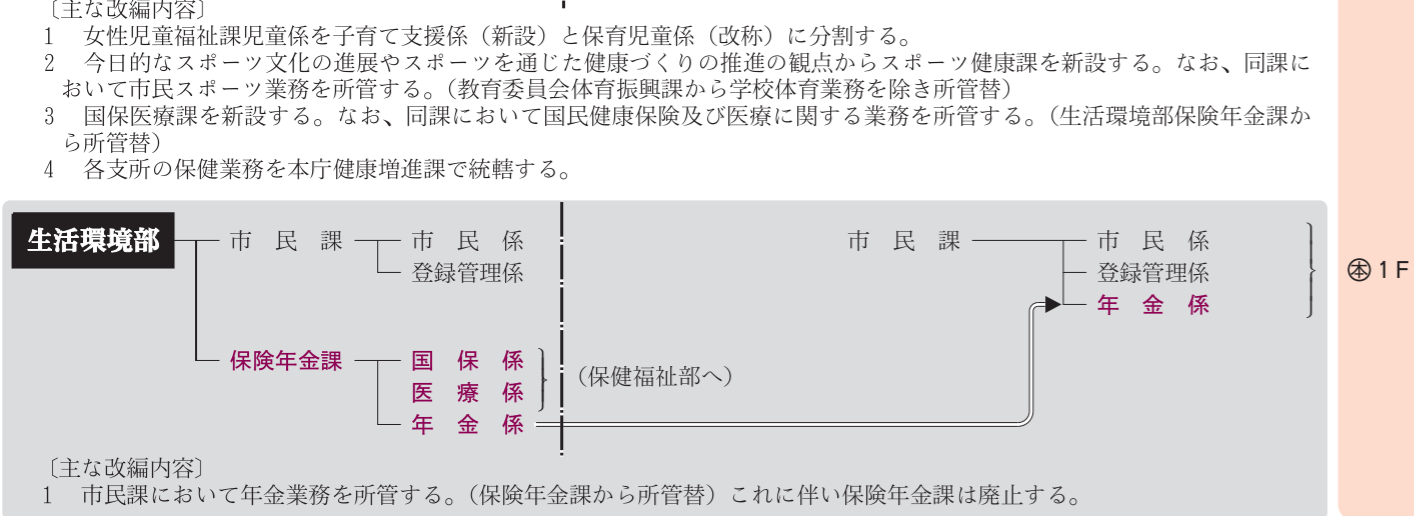 〔主な改編内容〕
1 女性児童福祉課児童係を子育て支援係（新設）と保育児童係（改称）に分割する。
2 今日的なスポーツ文化の進展やスポーツを通じた健康づくりの推進の観点からスポーツ健康課を新設する。なお、同課に
おいて市民スポーツ業務を所管する。（教育委員会体育振興課から学校体育業務を除き所管替）
3 国保医療課を新設する。なお、同課において国民健康保険及び医療に関する業務を所管する。（生活環境部保険年金課か
ら所管替）
4 各支所の保健業務を本庁健康増進課で統轄する。
生活環境部 市民課 市民係 市民課 市民係
登録管理係 登録管理係
年金係
㊍1F
保険年金課 国保係
医療係
（保健福祉部へ）
年金係
〔主な改編内容〕
1 市民課において年金業務を所管する。（保険年金課から所管替）これに伴い保険年金課は廃止する。